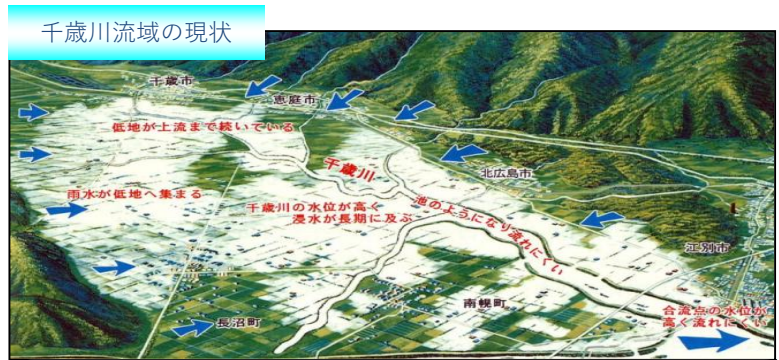 千歳川流域の現状
千歳市
恵庭市
低地が上流まで続いている
千歳川
北広島市
雨水が低地へ集まる
千歳川の水位が高く
浸水が長期に及ぶ
池のようになり流れにくい
江別市
南幌町
長沼町
合流点の水位が
高く流れにくい